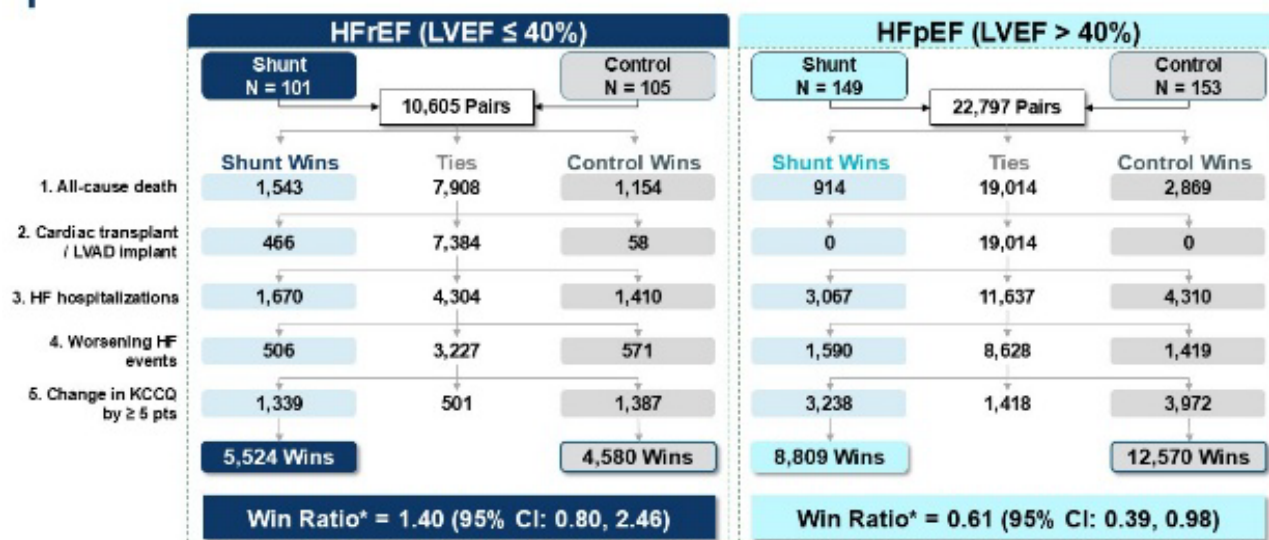 HFrEF (LVEF ≤ 40%)
HFpEF (LVEF > 40%)
Shunt
N = 101
Control
N = 105
10,605 Pairs
Shunt
N = 149
Control
N = 153
22,797 Pairs
Shunt Wins Ties Control Wins Shunt Wins Ties Control Wins
1. All-cause death 1,543 7,908 1,154 914 19,014 2,869
2. Cardiac transplant
/ LVAD implant 466 7,384 58 0 19,014 0
3. HF hospitalizations 1,670 4,304 1,410 3,067 11,637 4,310
4. Worsening HF
events 506 3,227 571 1,590 8,628 1,419
5. Change in KCCQ
by ≥ 5 pts 1,339 501 1,387 3,238 1,418 3,972
5,524 Wins 4,580 Wins 8,809 Wins 12,570 Wins
Win Ratio* = 1.40 (95% CI: 0.80, 2.46)
Win Ratio* = 0.61 (95% CI: 0.39, 0.98)